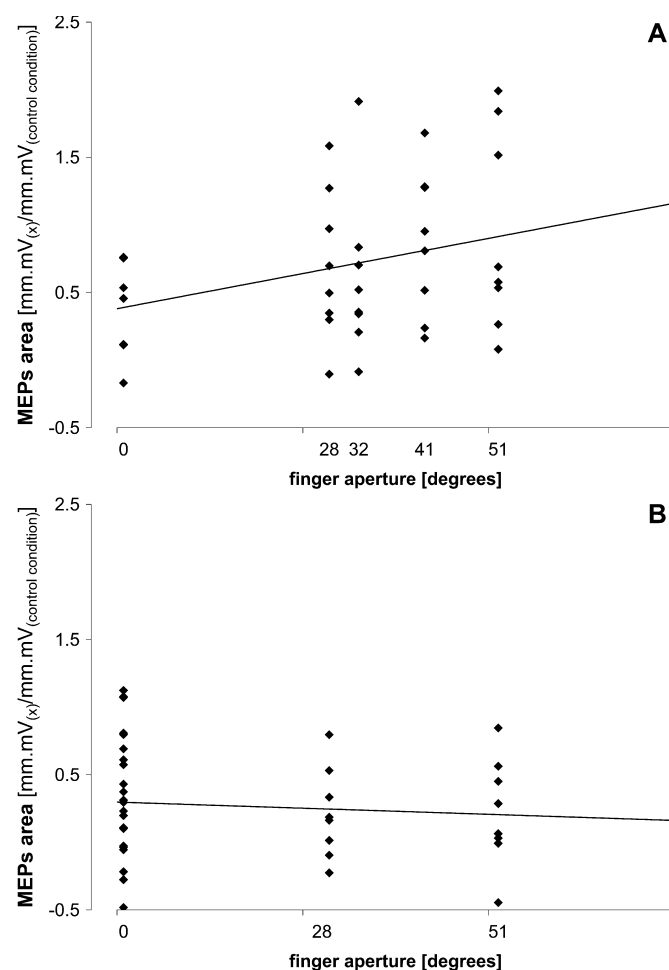 A
2.5
1.5
0.5
-0.5
MEPs area [mm.mV(x)/mm.mV(control condition)]
0 28 32 41 51
finger aperture [degrees]
B
2.5
1.5
0.5
-0.5
MEPs area [mm.mV(x)/mm.mV(control condition)]
0 28 51
finger aperture [degrees]